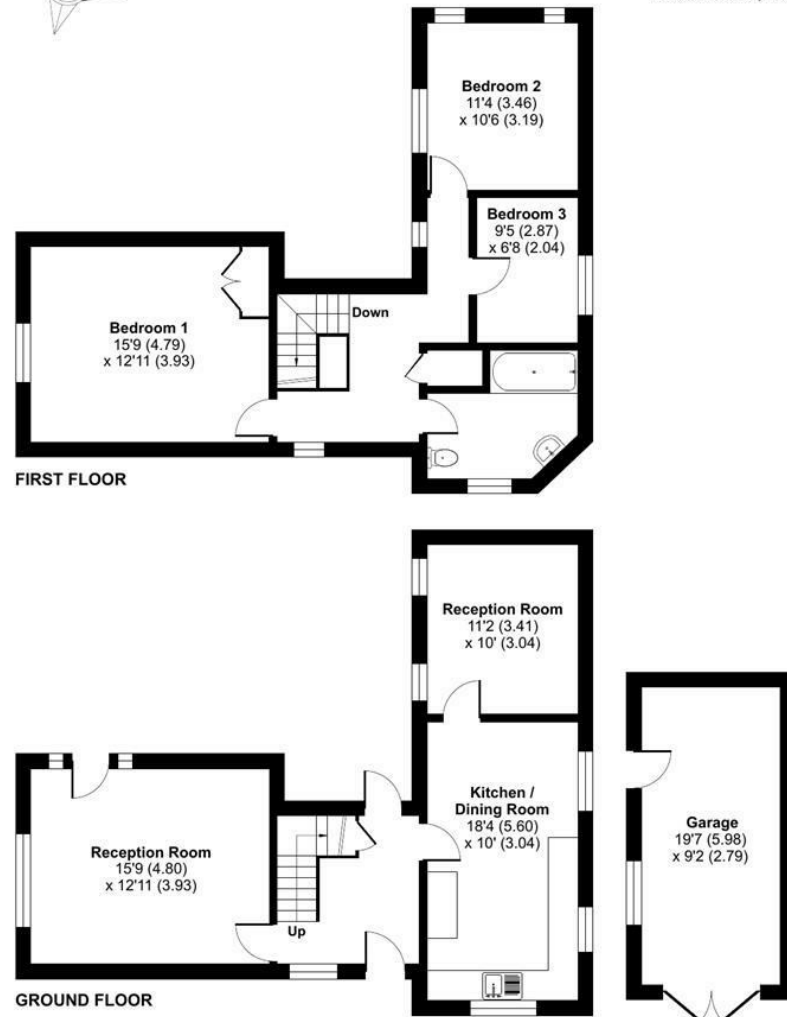 Bedroom 2
11'4 (3.46)
x 10'6 (3.19)
Bedroom 3
9'5 (2.87)
x 6'8 (2.04)
Down
Bedroom 1
15'9 (4.79)
x 12'11 (3.93)
FIRST FLOOR
Reception Room
11'2 (3.41)
x 10' (3.04)
Kitchen /
Dining Room
18'4 (5.60)
x 10' (3.04)
Garage
19'7 (5.98)
x 9'2 (2.79)
Reception Room
15'9 (4.80)
x 12'11 (3.93)
Up
GROUND FLOOR